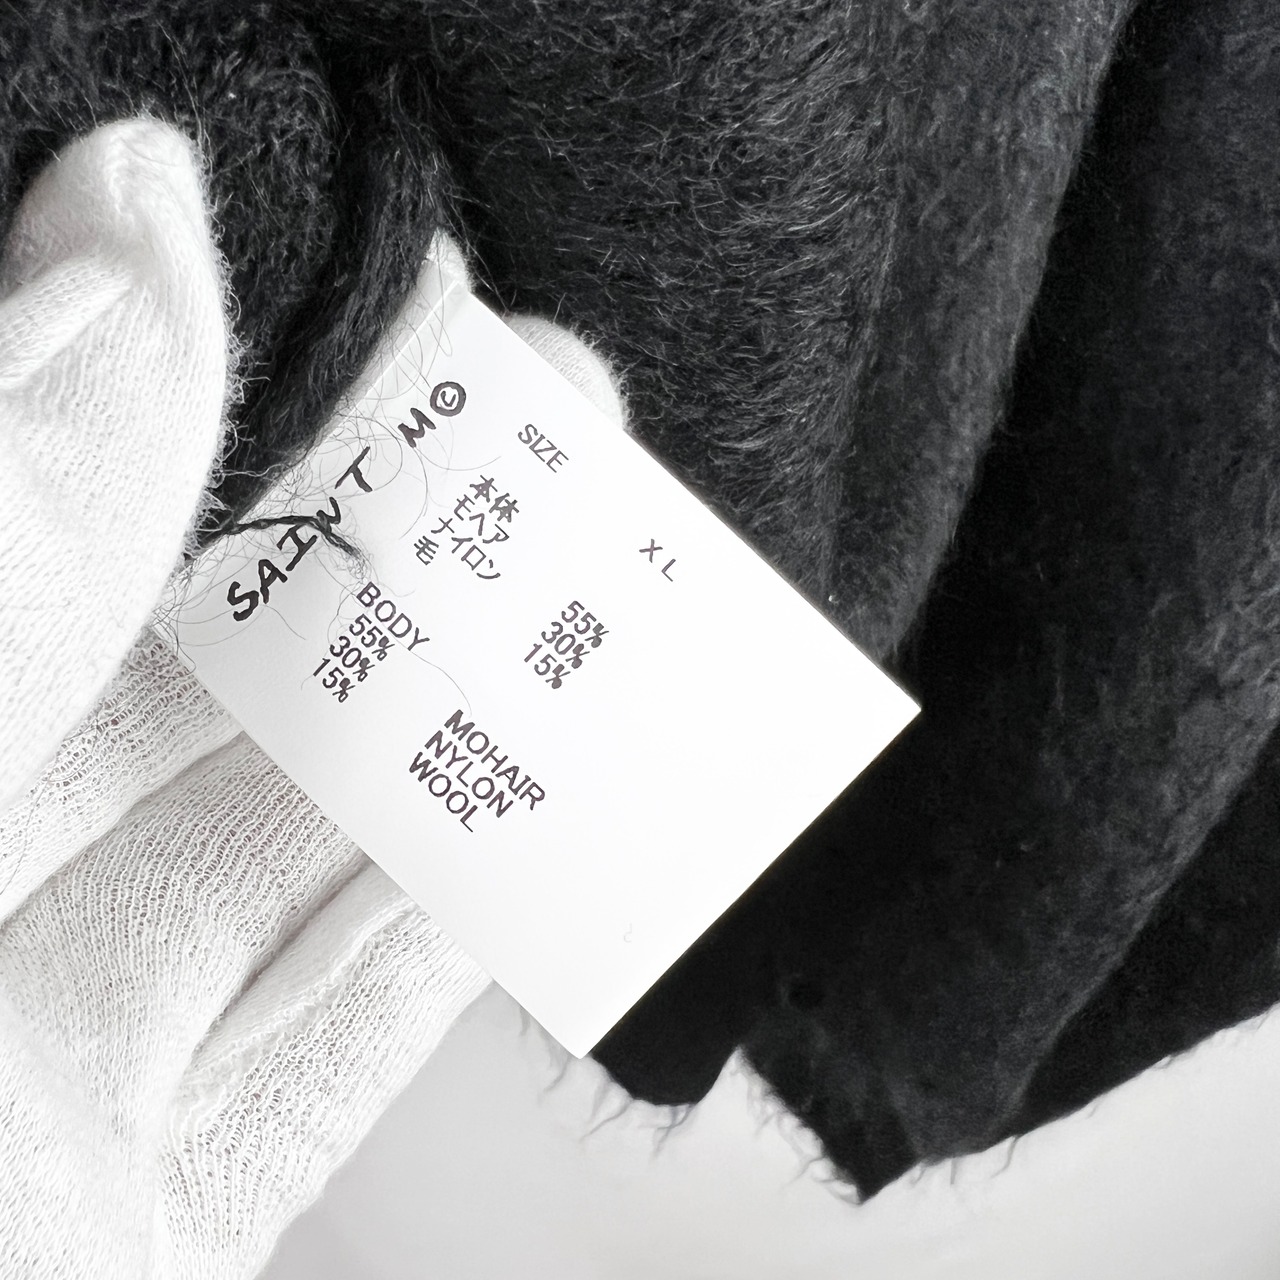 SAINT M©
SIZE XL
本体
モヘア 55%
ナイロン 30%
毛 15%
BODY
55% MOHAIR
30% NYLON
15% WOOL